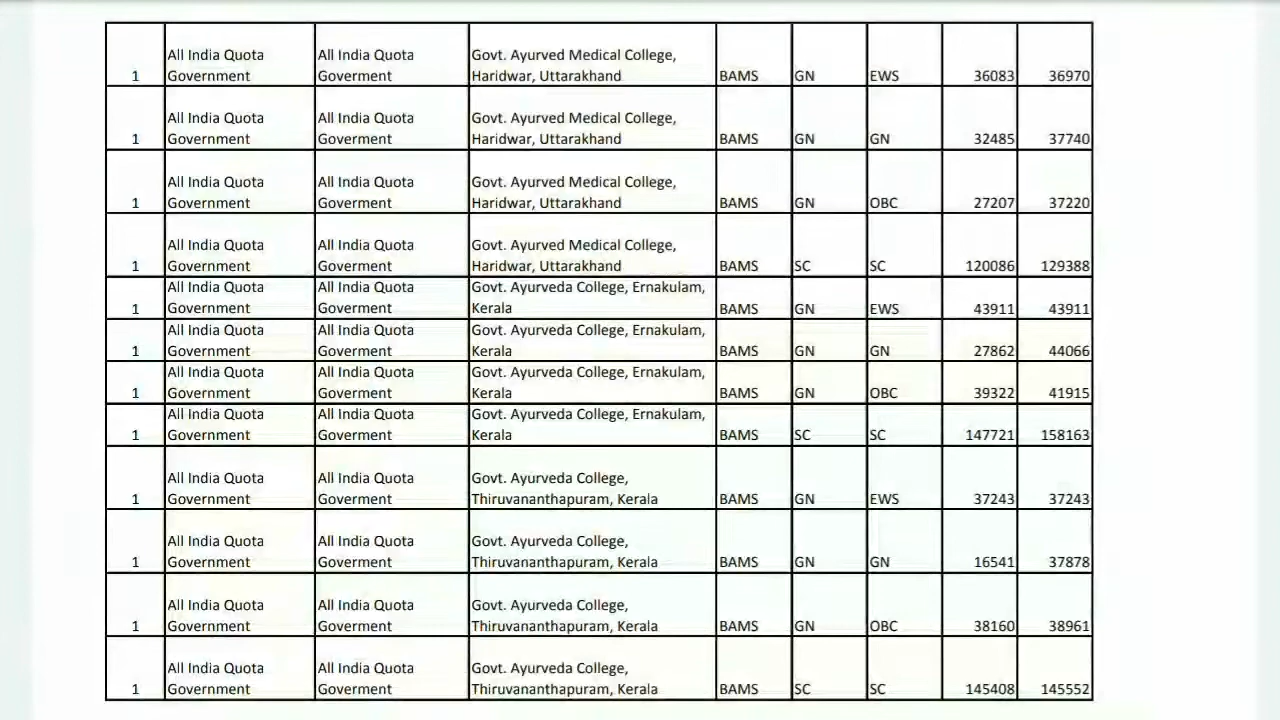 All India Quota All India Quota Govt. Ayurved Medical College,
1 Government Goverment Haridwar, Uttarakhand BAMS GN EWS 36083 36970
All India Quota All India Quota Govt. Ayurved Medical College,
1 Government Goverment Haridwar, Uttarakhand BAMS GN GN 32485 37740
All India Quota All India Quota Govt. Ayurved Medical College,
1 Government Goverment Haridwar, Uttarakhand BAMS GN OBC 27207 37220
All India Quota All India Quota Govt. Ayurved Medical College,
1 Government Goverment Haridwar, Uttarakhand BAMS SC SC 120086 129388
All India Quota All India Quota Govt. Ayurveda College, Ernakulam,
1 Government Goverment Kerala BAMS GN EWS 43911 43911
All India Quota All India Quota Govt. Ayurveda College, Ernakulam,
1 Government Goverment Kerala BAMS GN GN 27862 44066
All India Quota All India Quota Govt. Ayurveda College, Ernakulam,
1 Government Goverment Kerala BAMS GN OBC 39322 41915
All India Quota All India Quota Govt. Ayurveda College, Ernakulam,
1 Government Goverment Kerala BAMS SC SC 147721 158163
All India Quota All India Quota Govt. Ayurveda College,
1 Government Goverment Thiruvananthapuram, Kerala BAMS GN EWS 37243 37243
All India Quota All India Quota Govt. Ayurveda College,
1 Government Goverment Thiruvananthapuram, Kerala BAMS GN GN 16541 37878
All India Quota All India Quota Govt. Ayurveda College,
1 Government Goverment Thiruvananthapuram, Kerala BAMS GN OBC 38160 38961
All India Quota All India Quota Govt. Ayurveda College,
1 Government Goverment Thiruvananthapuram, Kerala BAMS SC SC 145408 145552